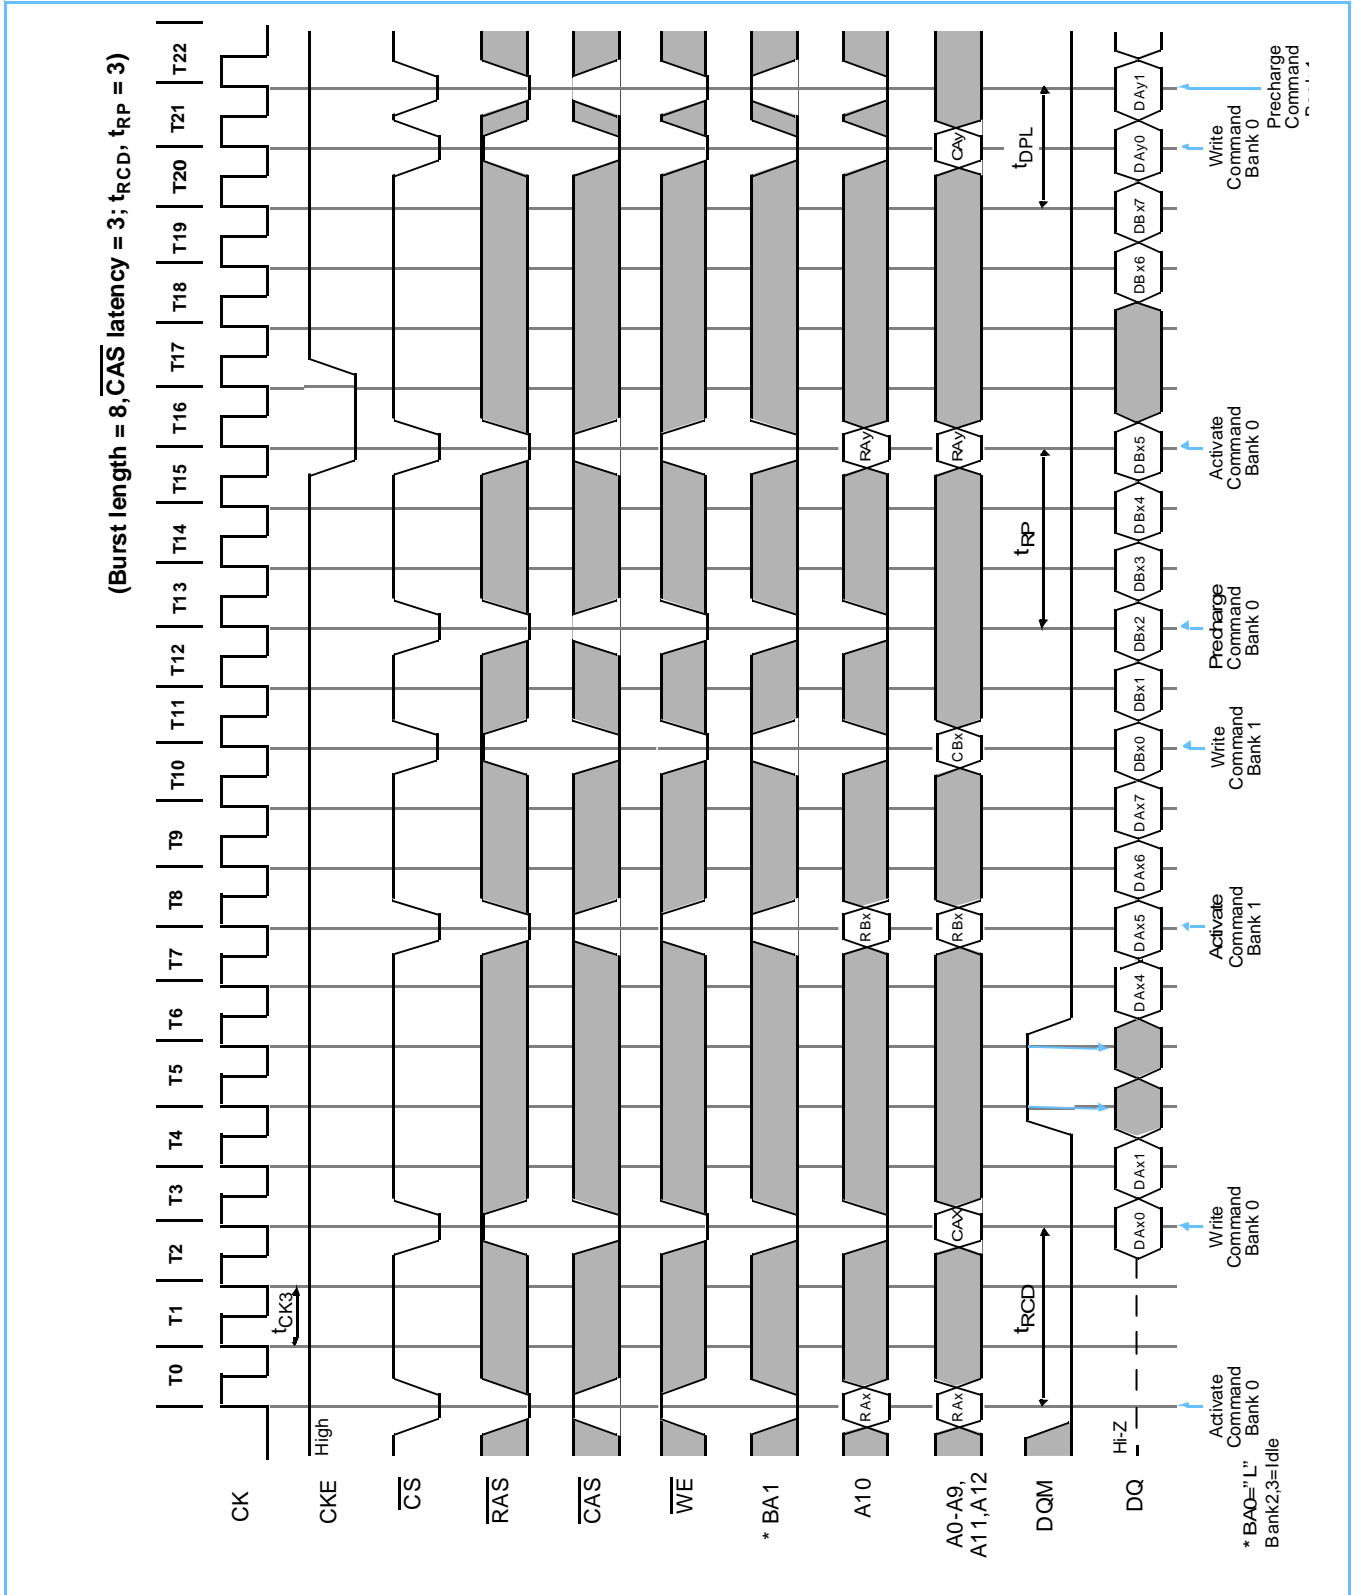 (Burst length = 8, CAS latency = 3; tRCD, tRP = 3)
T0 T1 T2 T3 T4 T5 T6 T7 T8 T9 T10 T11 T12 T13 T14 T15 T16 T17 T18 T19 T20 T21 T22
CK
tCK3
CKE
High
CS
RAS
CAS
WE
* BA1
A10
RAx RBx RAy
A0-A9,
A11,A12
RAx CAX RBx CBx RAy CAy
DQM
tRCD tRP tDPL
DQ
Hi-Z
DAx0 DAx1 DAx4 DAx5 DAx6 DAx7 DBx0 DBx1 DBx2 DBx3 DBx4 DBx5 DBx6 DBx7 DAy0 DAy1
Activate
Command
Bank 0
Write
Command
Bank 0
Activate
Command
Bank 1
Write
Command
Bank 1
Precharge
Command
Bank 0
Activate
Command
Bank 0
Write
Command
Bank 0
Precharge
Command
* BA0="L"
Bank2,3=Idle